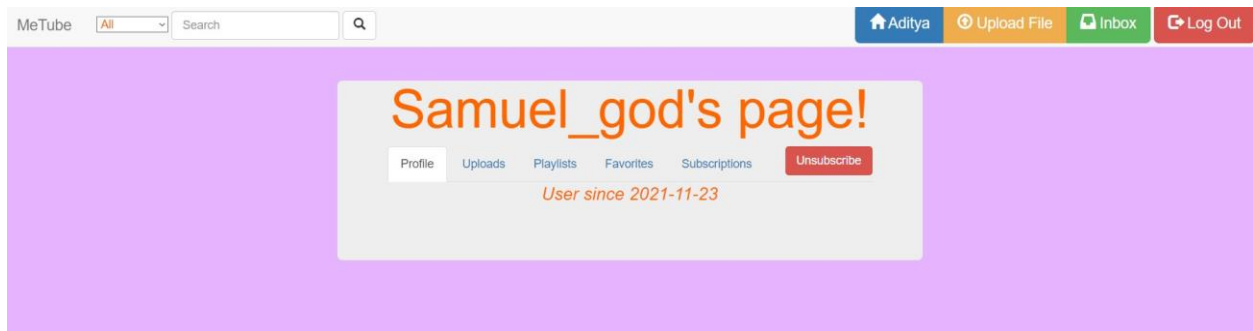 MeTube All Search Aditya Upload File Inbox Log Out
Samuel_god's page!
Profile Uploads Playlists Favorites Subscriptions Unsubscribe
User since 2021-11-23